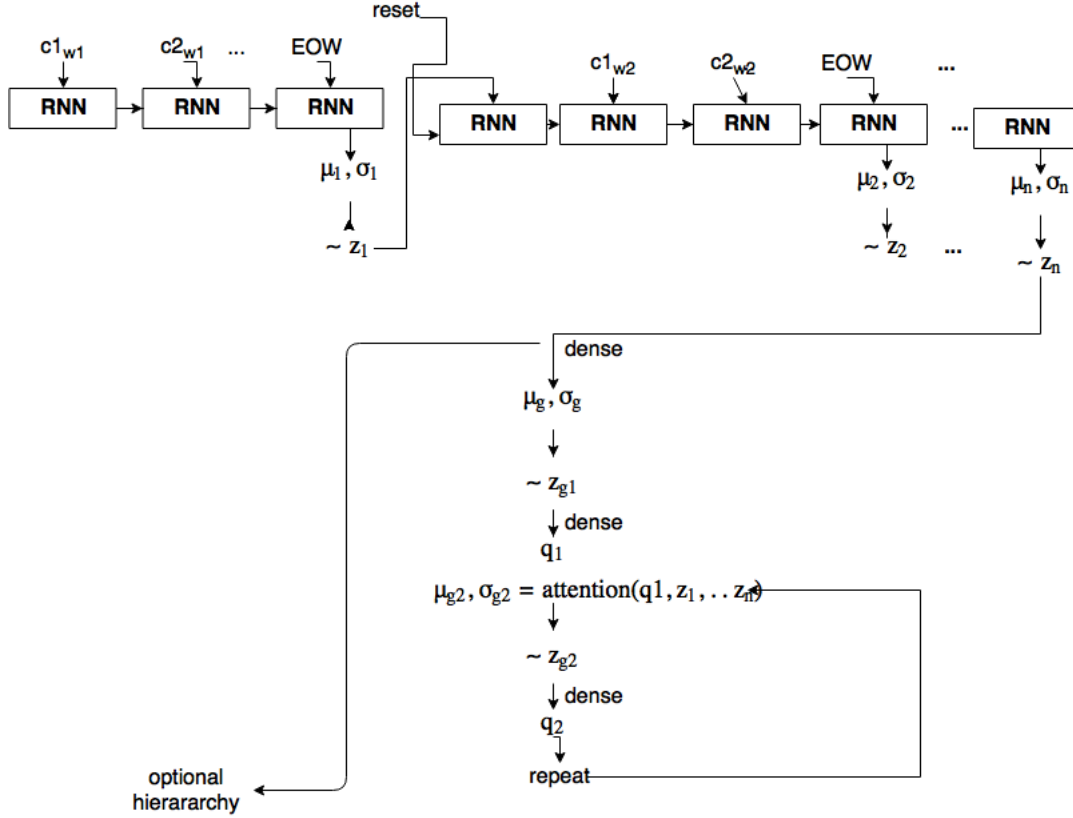 reset
c1w1 c2w1 ... EOW
RNN RNN RNN
c1w2 c2w2 EOW ...
RNN RNN RNN RNN ... RNN
μ1, σ1
μ2, σ2
μn, σn
~ z1
~ z2 ...
~ zn
dense
μg, σg
~ zg1
dense
q1
μg2, σg2 = attention(q1, z1, . . zn)
~ zg2
dense
q2
repeat
optional
hierararchy